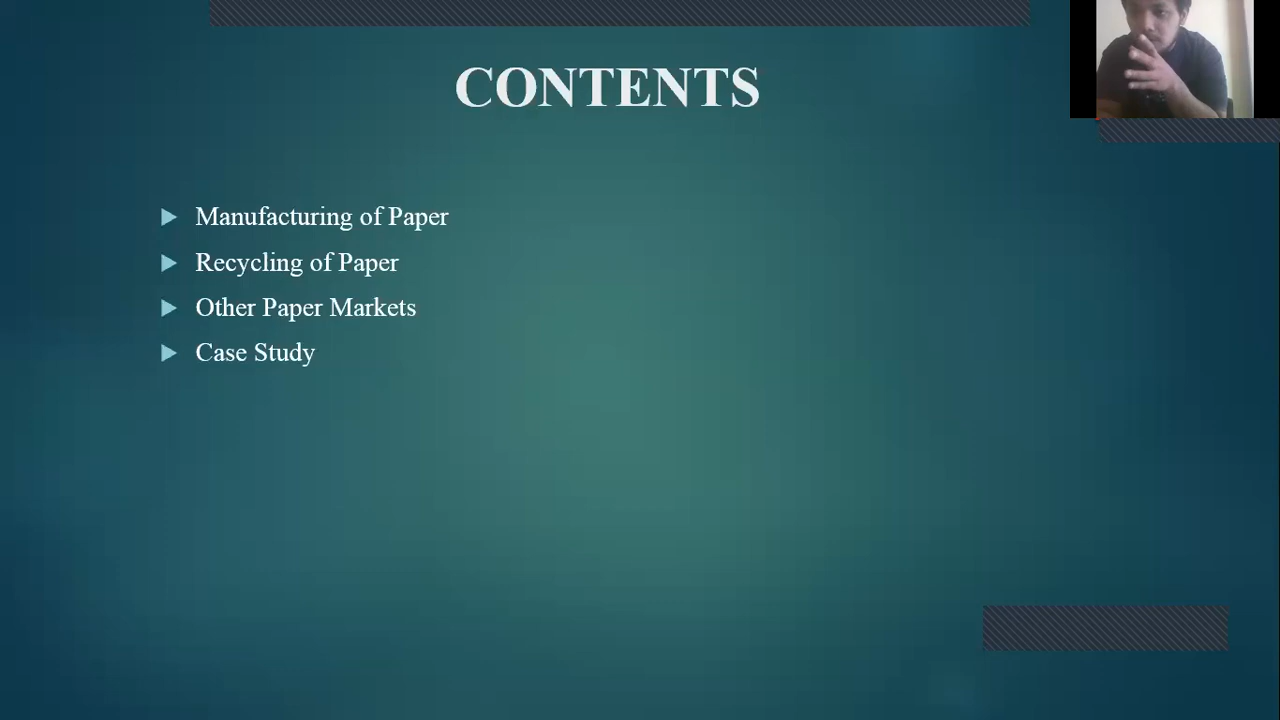 CONTENTS
Manufacturing of Paper
Recycling of Paper
Other Paper Markets
Case Study